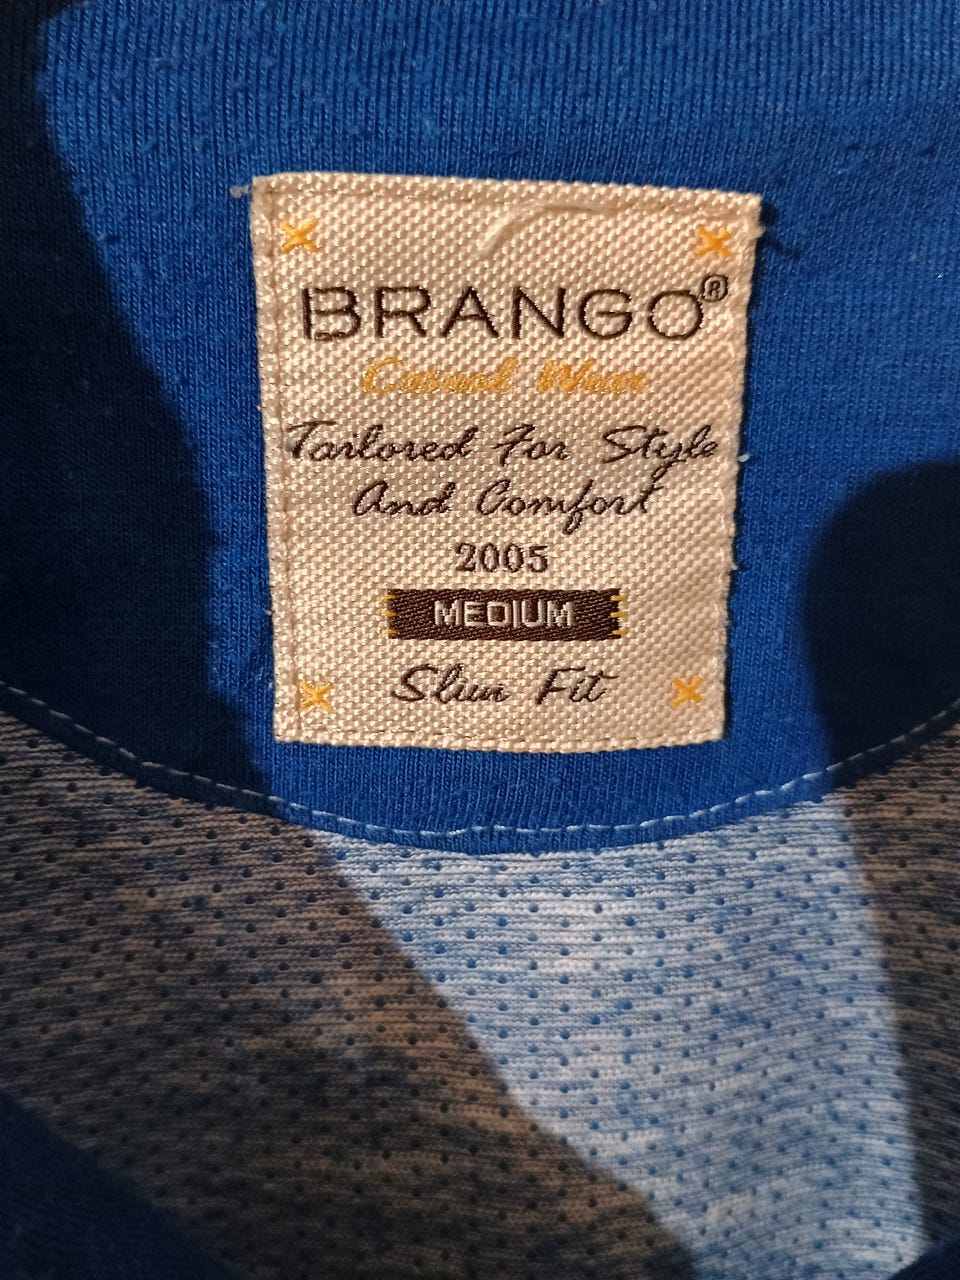 BRANGO®
Casual Wear
Tailored For Style
And Comfort
2005
MEDIUM
Slim Fit